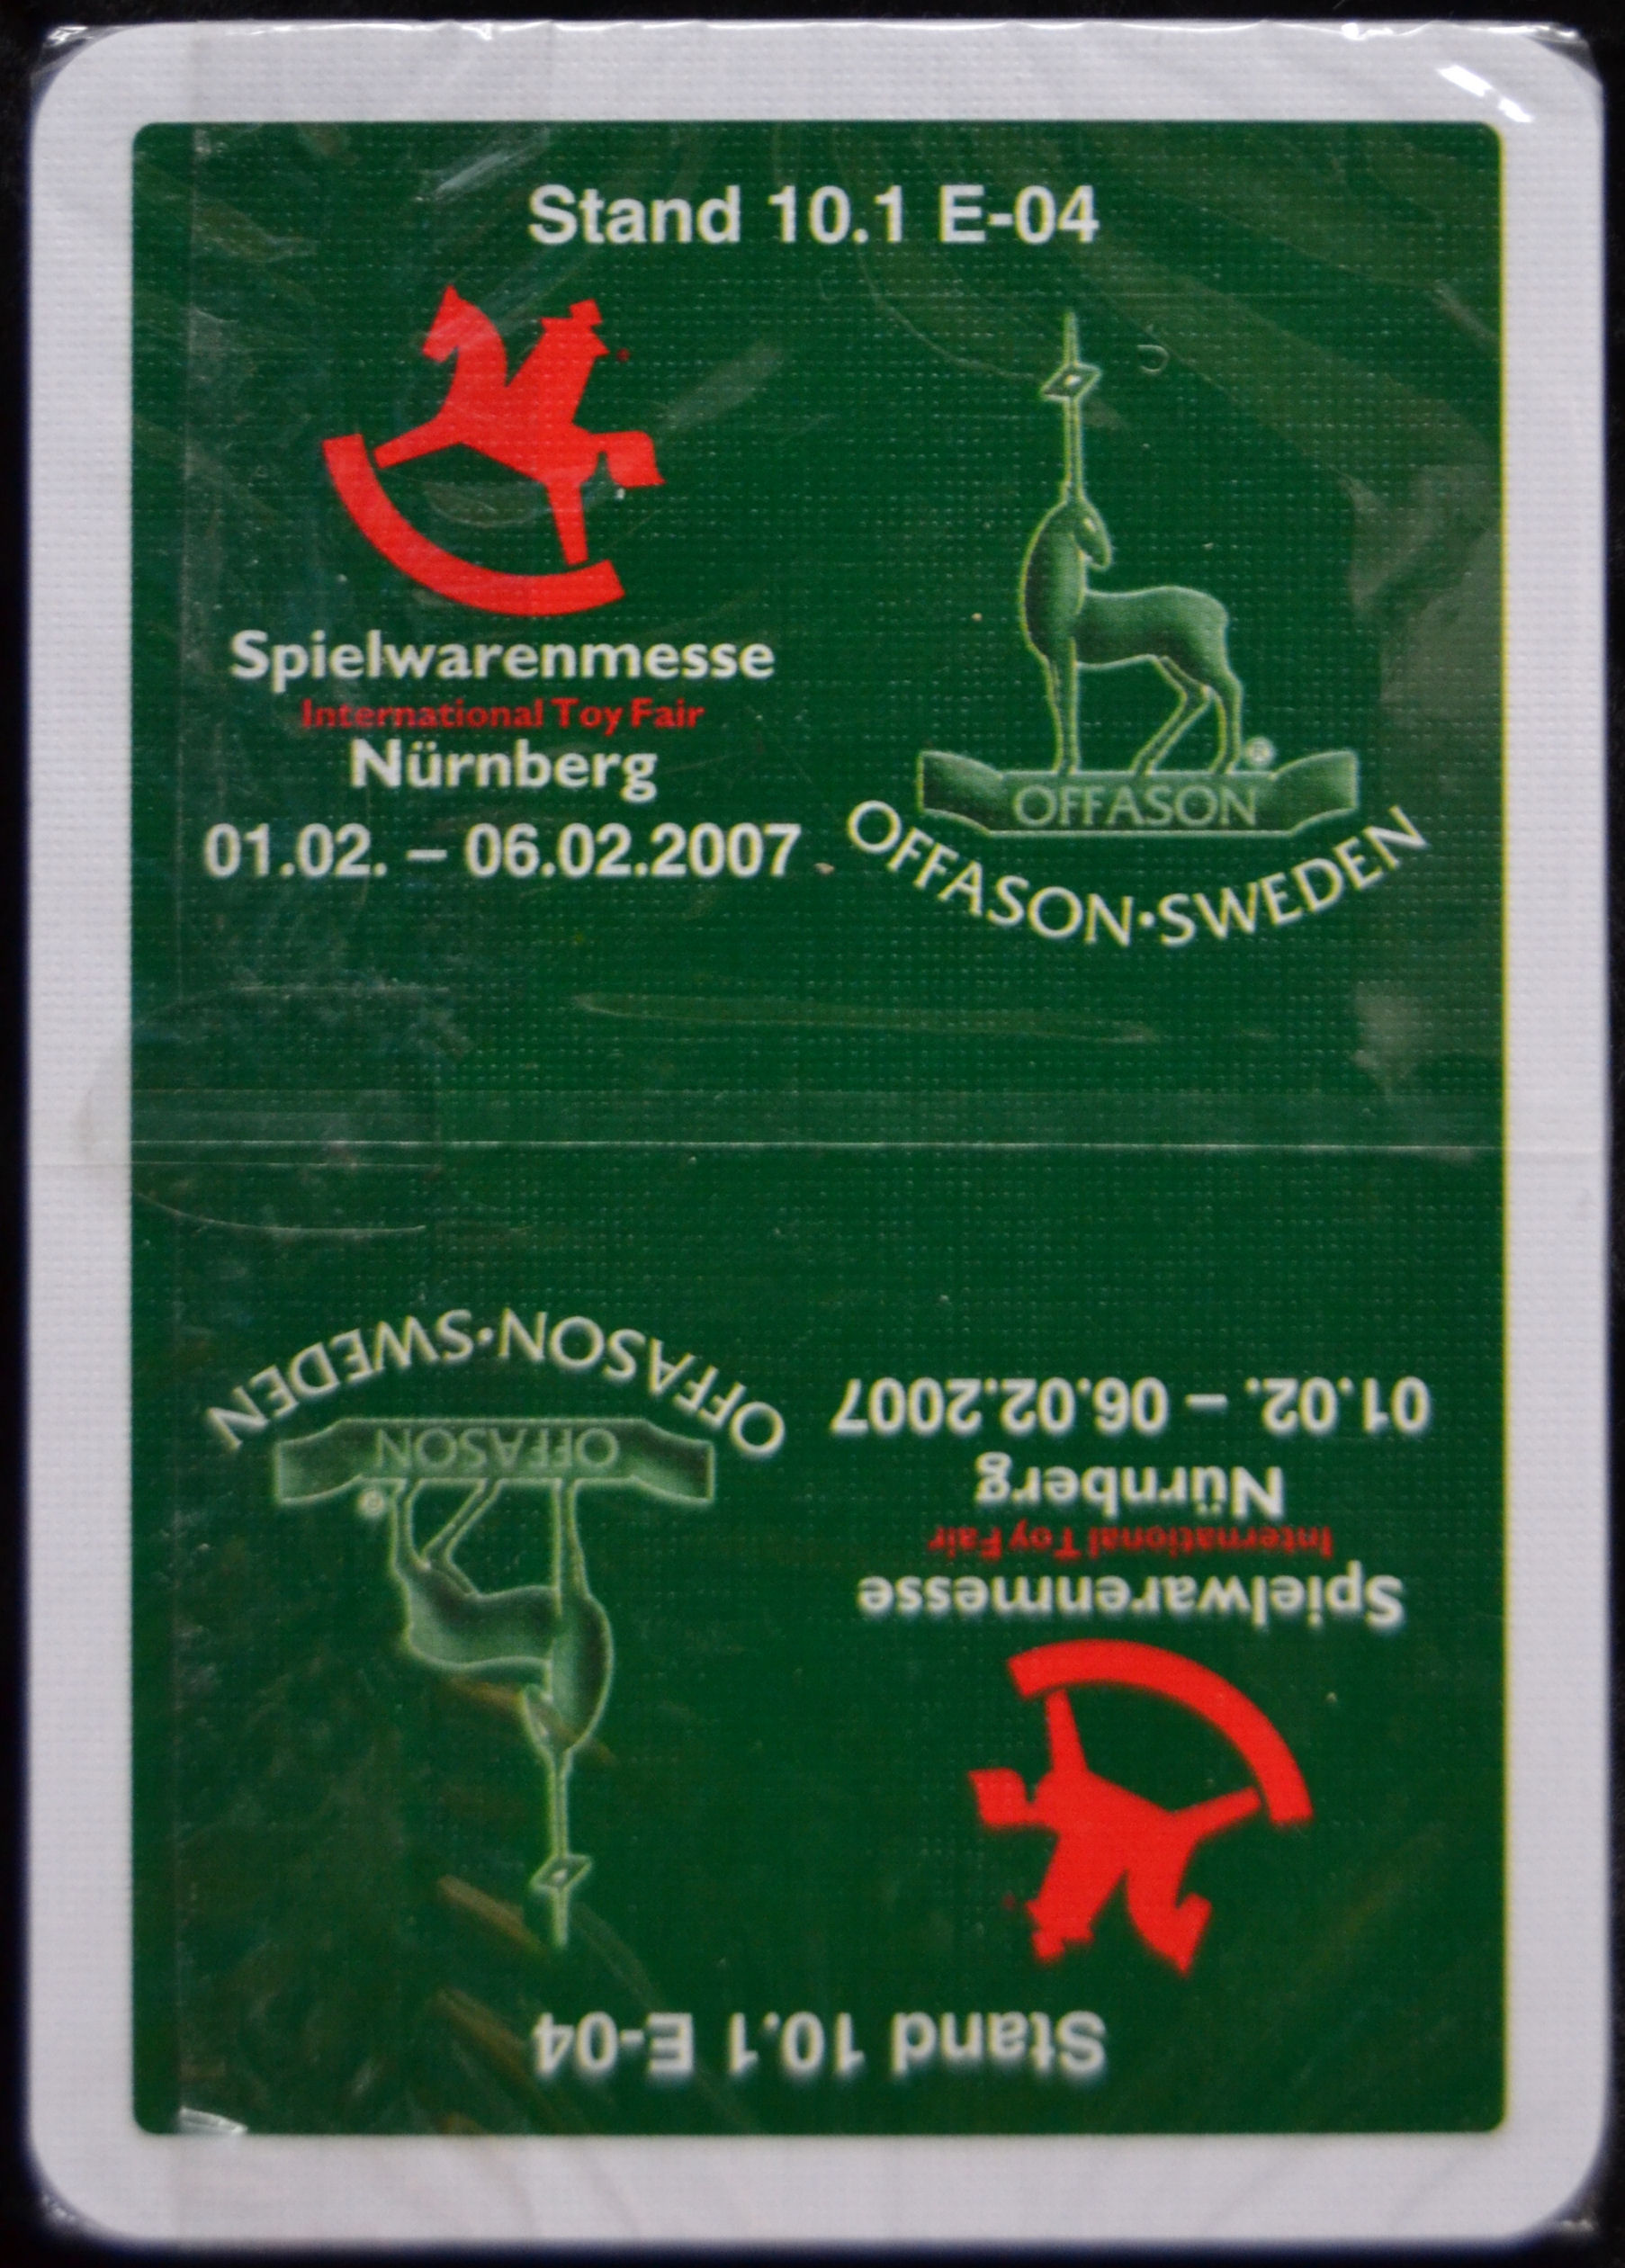 Stand 10.1 E-04
Spielwarenmesse
International Toy Fair
Nürnberg
01.02. – 06.02.2007
®
OFFASON
OFFASON·SWEDEN
OFFASON·SWEDEN
OFFASON
®
01.02. – 06.02.2007
Nürnberg
International Toy Fair
Spielwarenmesse
Stand 10.1 E-04